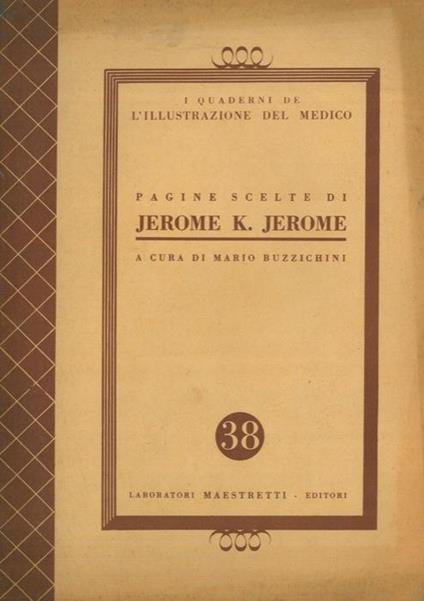 I QUADERNI DE
L'ILLUSTRAZIONE DEL MEDICO
PAGINE SCELTE DI
JEROME K. JEROME
A CURA DI MARIO BUZZICHINI
38
LABORATORI MAESTRETTI - EDITORI